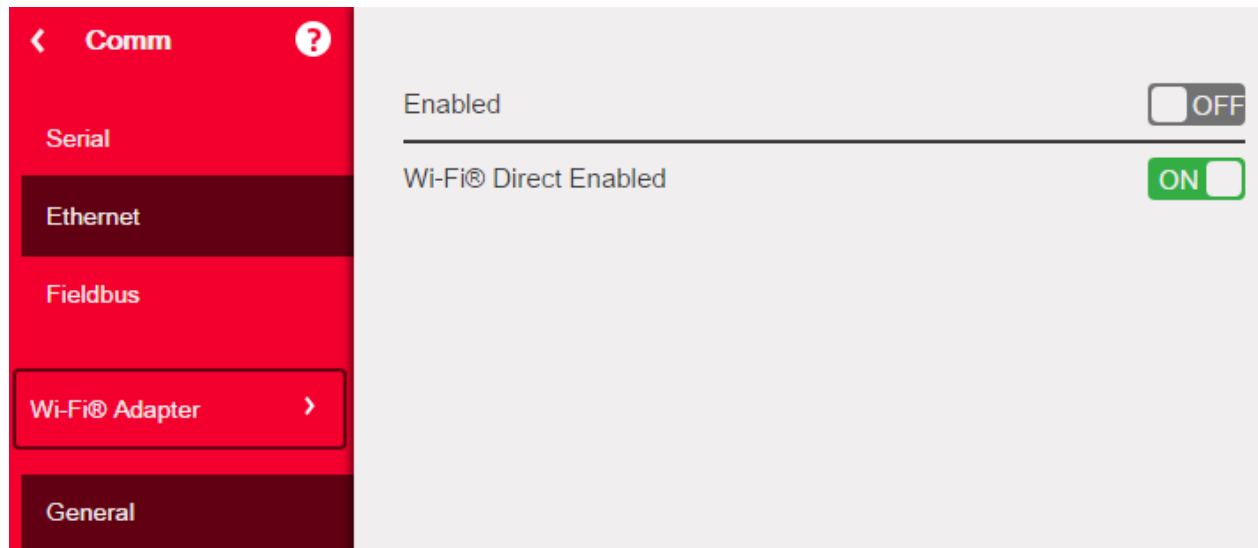 Comm ?
Serial
Ethernet
Fieldbus
Wi-Fi® Adapter
General
Enabled OFF
Wi-Fi® Direct Enabled ON